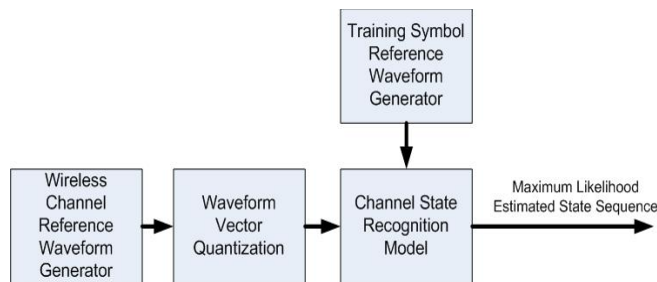 Training Symbol
Reference
Waveform
Generator
Wireless
Channel
Reference
Waveform
Generator
Waveform
Vector
Quantization
Channel State
Recognition
Model
Maximum Likelihood
Estimated State Sequence